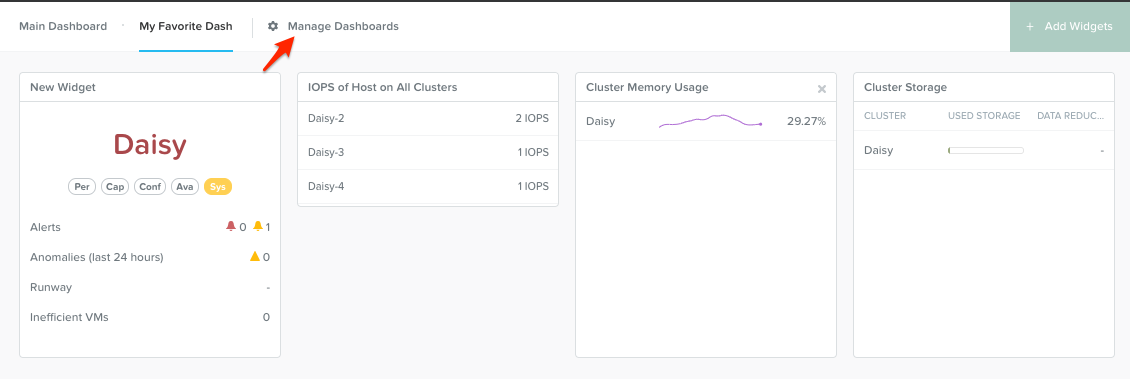 Main Dashboard
My Favorite Dash
Manage Dashboards
+ Add Widgets
New Widget
Daisy
Per Cap Conf Ava Sys
Alerts 0 1
Anomalies (last 24 hours) 0
Runway -
Inefficient VMs 0
IOPS of Host on All Clusters
Daisy-2 2 IOPS
Daisy-3 1 IOPS
Daisy-4 1 IOPS
Cluster Memory Usage
Daisy 29.27%
Cluster Storage
CLUSTER USED STORAGE DATA REDUC...
Daisy -